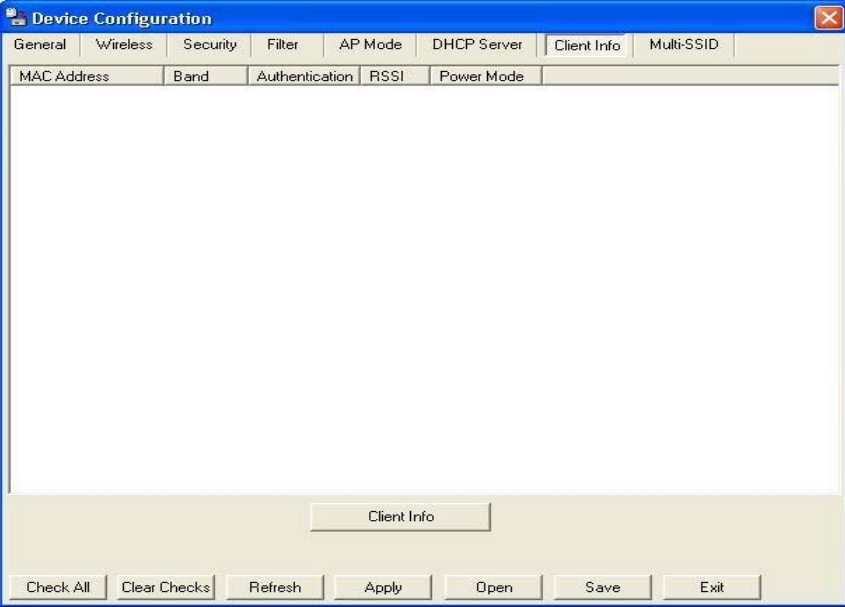 Device Configuration
General Wireless Security Filter AP Mode DHCP Server Client Info Multi-SSID
MAC Address Band Authentication RSSI Power Mode
Client Info
Check All Clear Checks Refresh Apply Open Save Exit